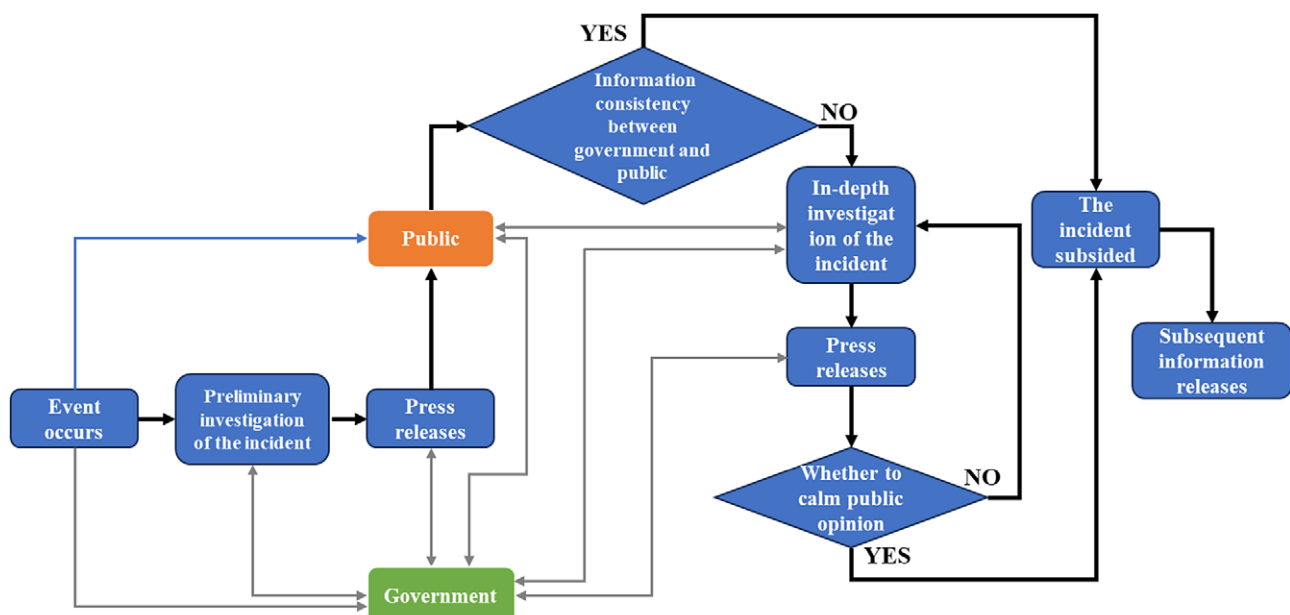 YES
Information
consistency
between
government and
public
NO
In-depth
investigat
ion of the
incident
The
incident
subsided
Public
Press
releases
Subsequent
information
releases
Event
occurs
Preliminary
investigation
of the incident
Press
releases
Whether to
calm public
opinion
NO
YES
Government